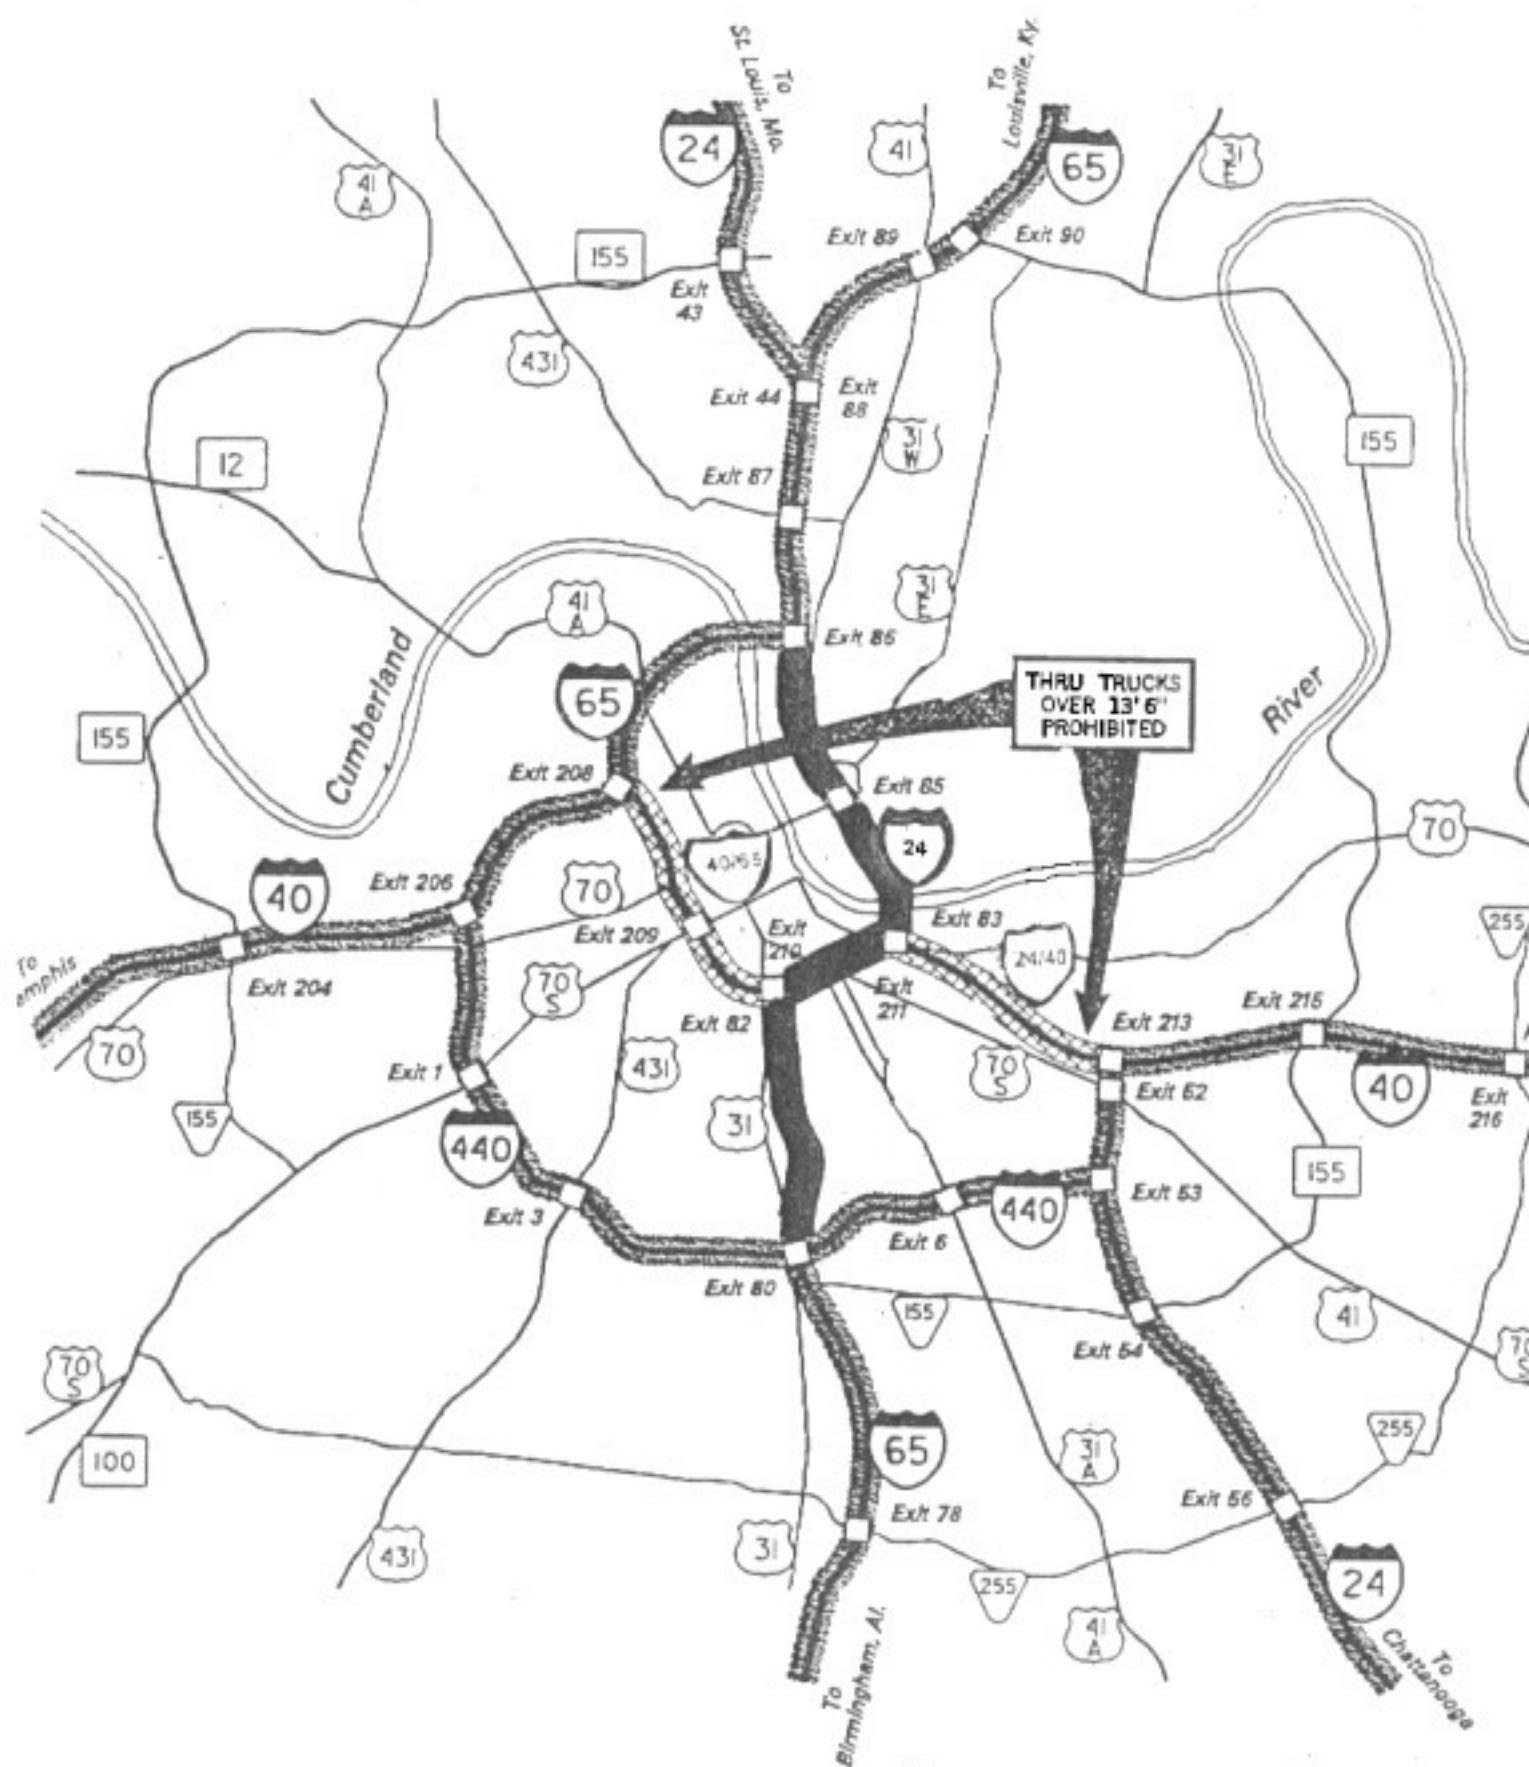 To
St. Louis, Mo.
To
Louisville, Ky.
24
41
65
31
E
41
A
155
Exit 89
Exit 90
Exit
43
431
Exit 44
Exit
88
31
W
155
12
Exit 87
41
A
31
E
Exit 86
THRU TRUCKS
OVER 13'6"
PROHIBITED
Cumberland
River
65
155
Exit 208
Exit 85
24
70
40/65
40
Exit 206
70
Exit 83
255
Exit 209
Exit
210
24/40
To
emphis
Exit 204
70
S
Exit
211
Exit 82
Exit 213
Exit 215
70
431
70
S
Exit 62
40
Exit
216
Exit 1
155
31
440
155
Exit 53
440
Exit 3
Exit 6
Exit 80
155
41
70
S
Exit 54
70
S
100
65
31
A
255
Exit 56
Exit 78
431
31
255
24
41
A
To
Birmingham, Al.
To
Chattanooga